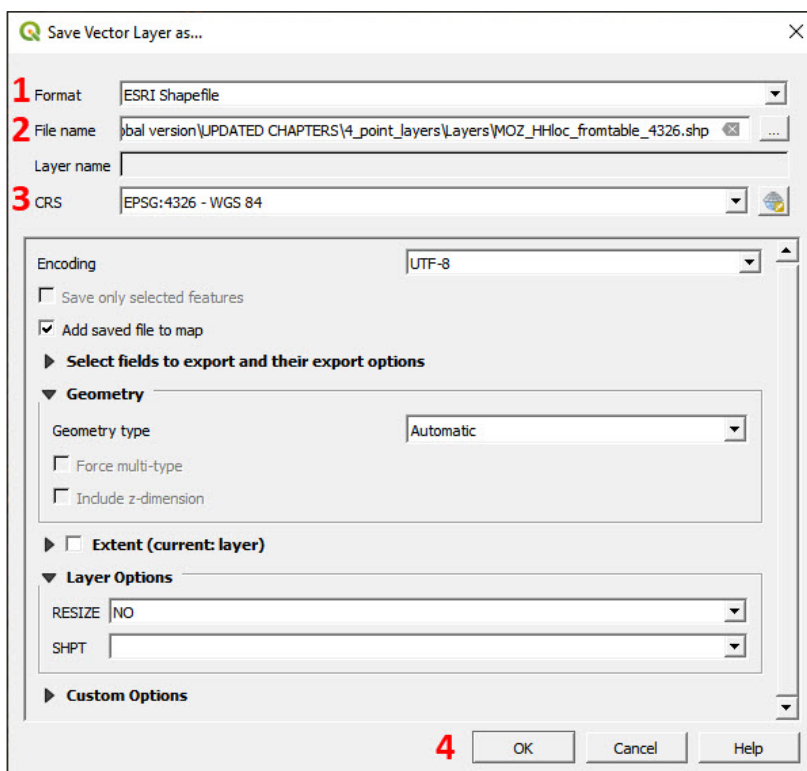 Save Vector Layer as...
1 Format ESRI Shapefile
2 File name obal version\UPDATED CHAPTERS\4_point_layers\Layers\MOZ_HHloc_fromtable_4326.shp ...
Layer name
3 CRS EPSG:4326 - WGS 84
Encoding UTF-8
Save only selected features
Add saved file to map
Select fields to export and their export options
Geometry
Geometry type Automatic
Force multi-type
Include z-dimension
Extent (current: layer)
Layer Options
RESIZE NO
SHPT
Custom Options
4 OK Cancel Help